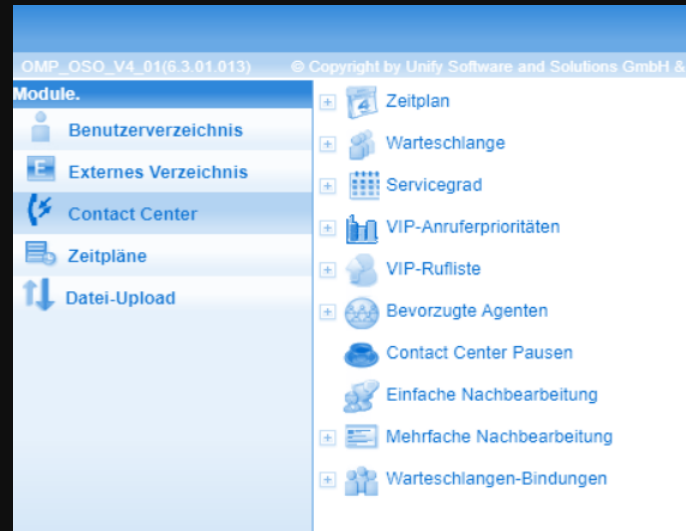 OMP_OSO_V4_01(6.3.01.013) © Copyright by Unify Software and Solutions GmbH &
Module.
Benutzerverzeichnis
Externes Verzeichnis
Contact Center
Zeitpläne
Datei-Upload
Zeitplan
Warteschlange
Servicegrad
VIP-Anruferprioritäten
VIP-Rufliste
Bevorzugte Agenten
Contact Center Pausen
Einfache Nachbearbeitung
Mehrfache Nachbearbeitung
Warteschlangen-Bindungen